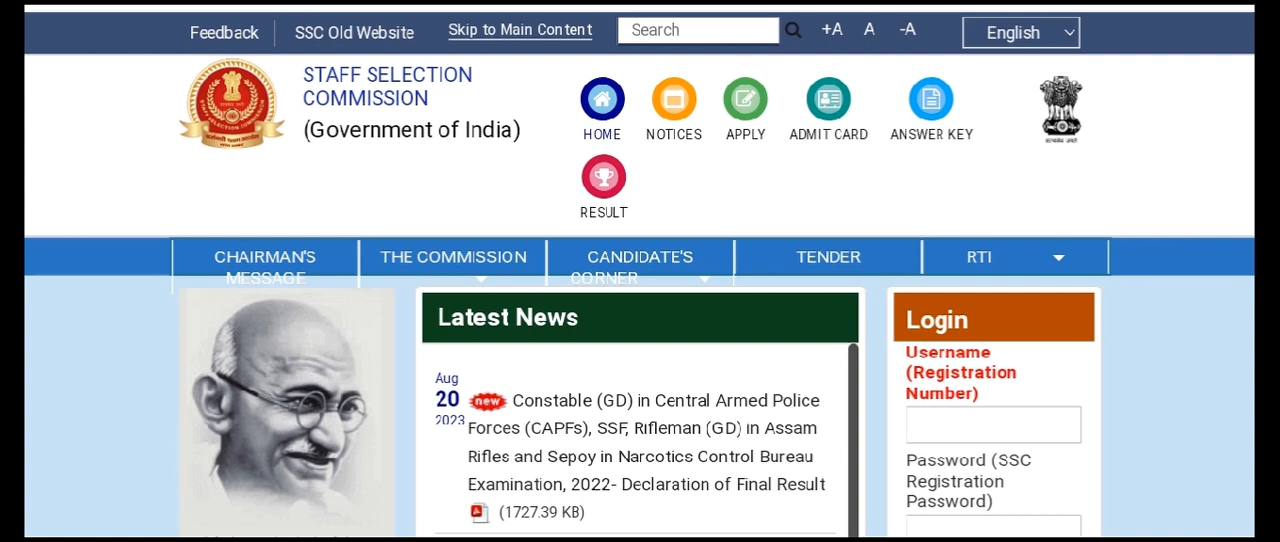 Feedback
SSC Old Website
Skip to Main Content
Search
+A A -A
English
STAFF SELECTION
COMMISSION
(Government of India)
HOME
NOTICES
APPLY
ADMIT CARD
ANSWER KEY
RESULT
CHAIRMAN'S
MESSAGE
THE COMMISSION
CANDIDATE'S
CORNER
TENDER
RTI
Latest News
Aug
20
2023
new Constable (GD) in Central Armed Police
Forces (CAPFs), SSF, Rifleman (GD) in Assam
Rifles and Sepoy in Narcotics Control Bureau
Examination, 2022- Declaration of Final Result
(1727.39 KB)
Login
Username
(Registration
Number)
Password (SSC
Registration
Password)